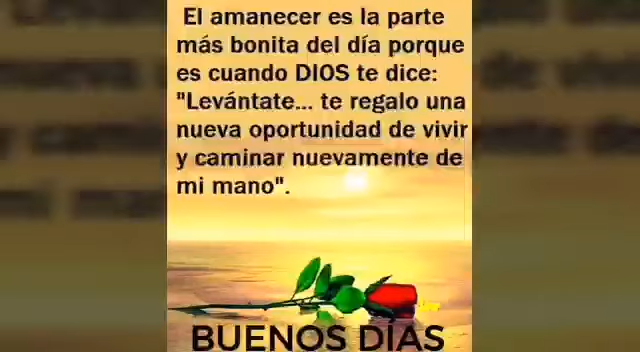 El amanecer es la parte
más bonita del día porque
es cuando DIOS te dice:
"Levántate... te regalo una
nueva oportunidad de vivir
y caminar nuevamente de
mi mano".
BUENOS DÍAS